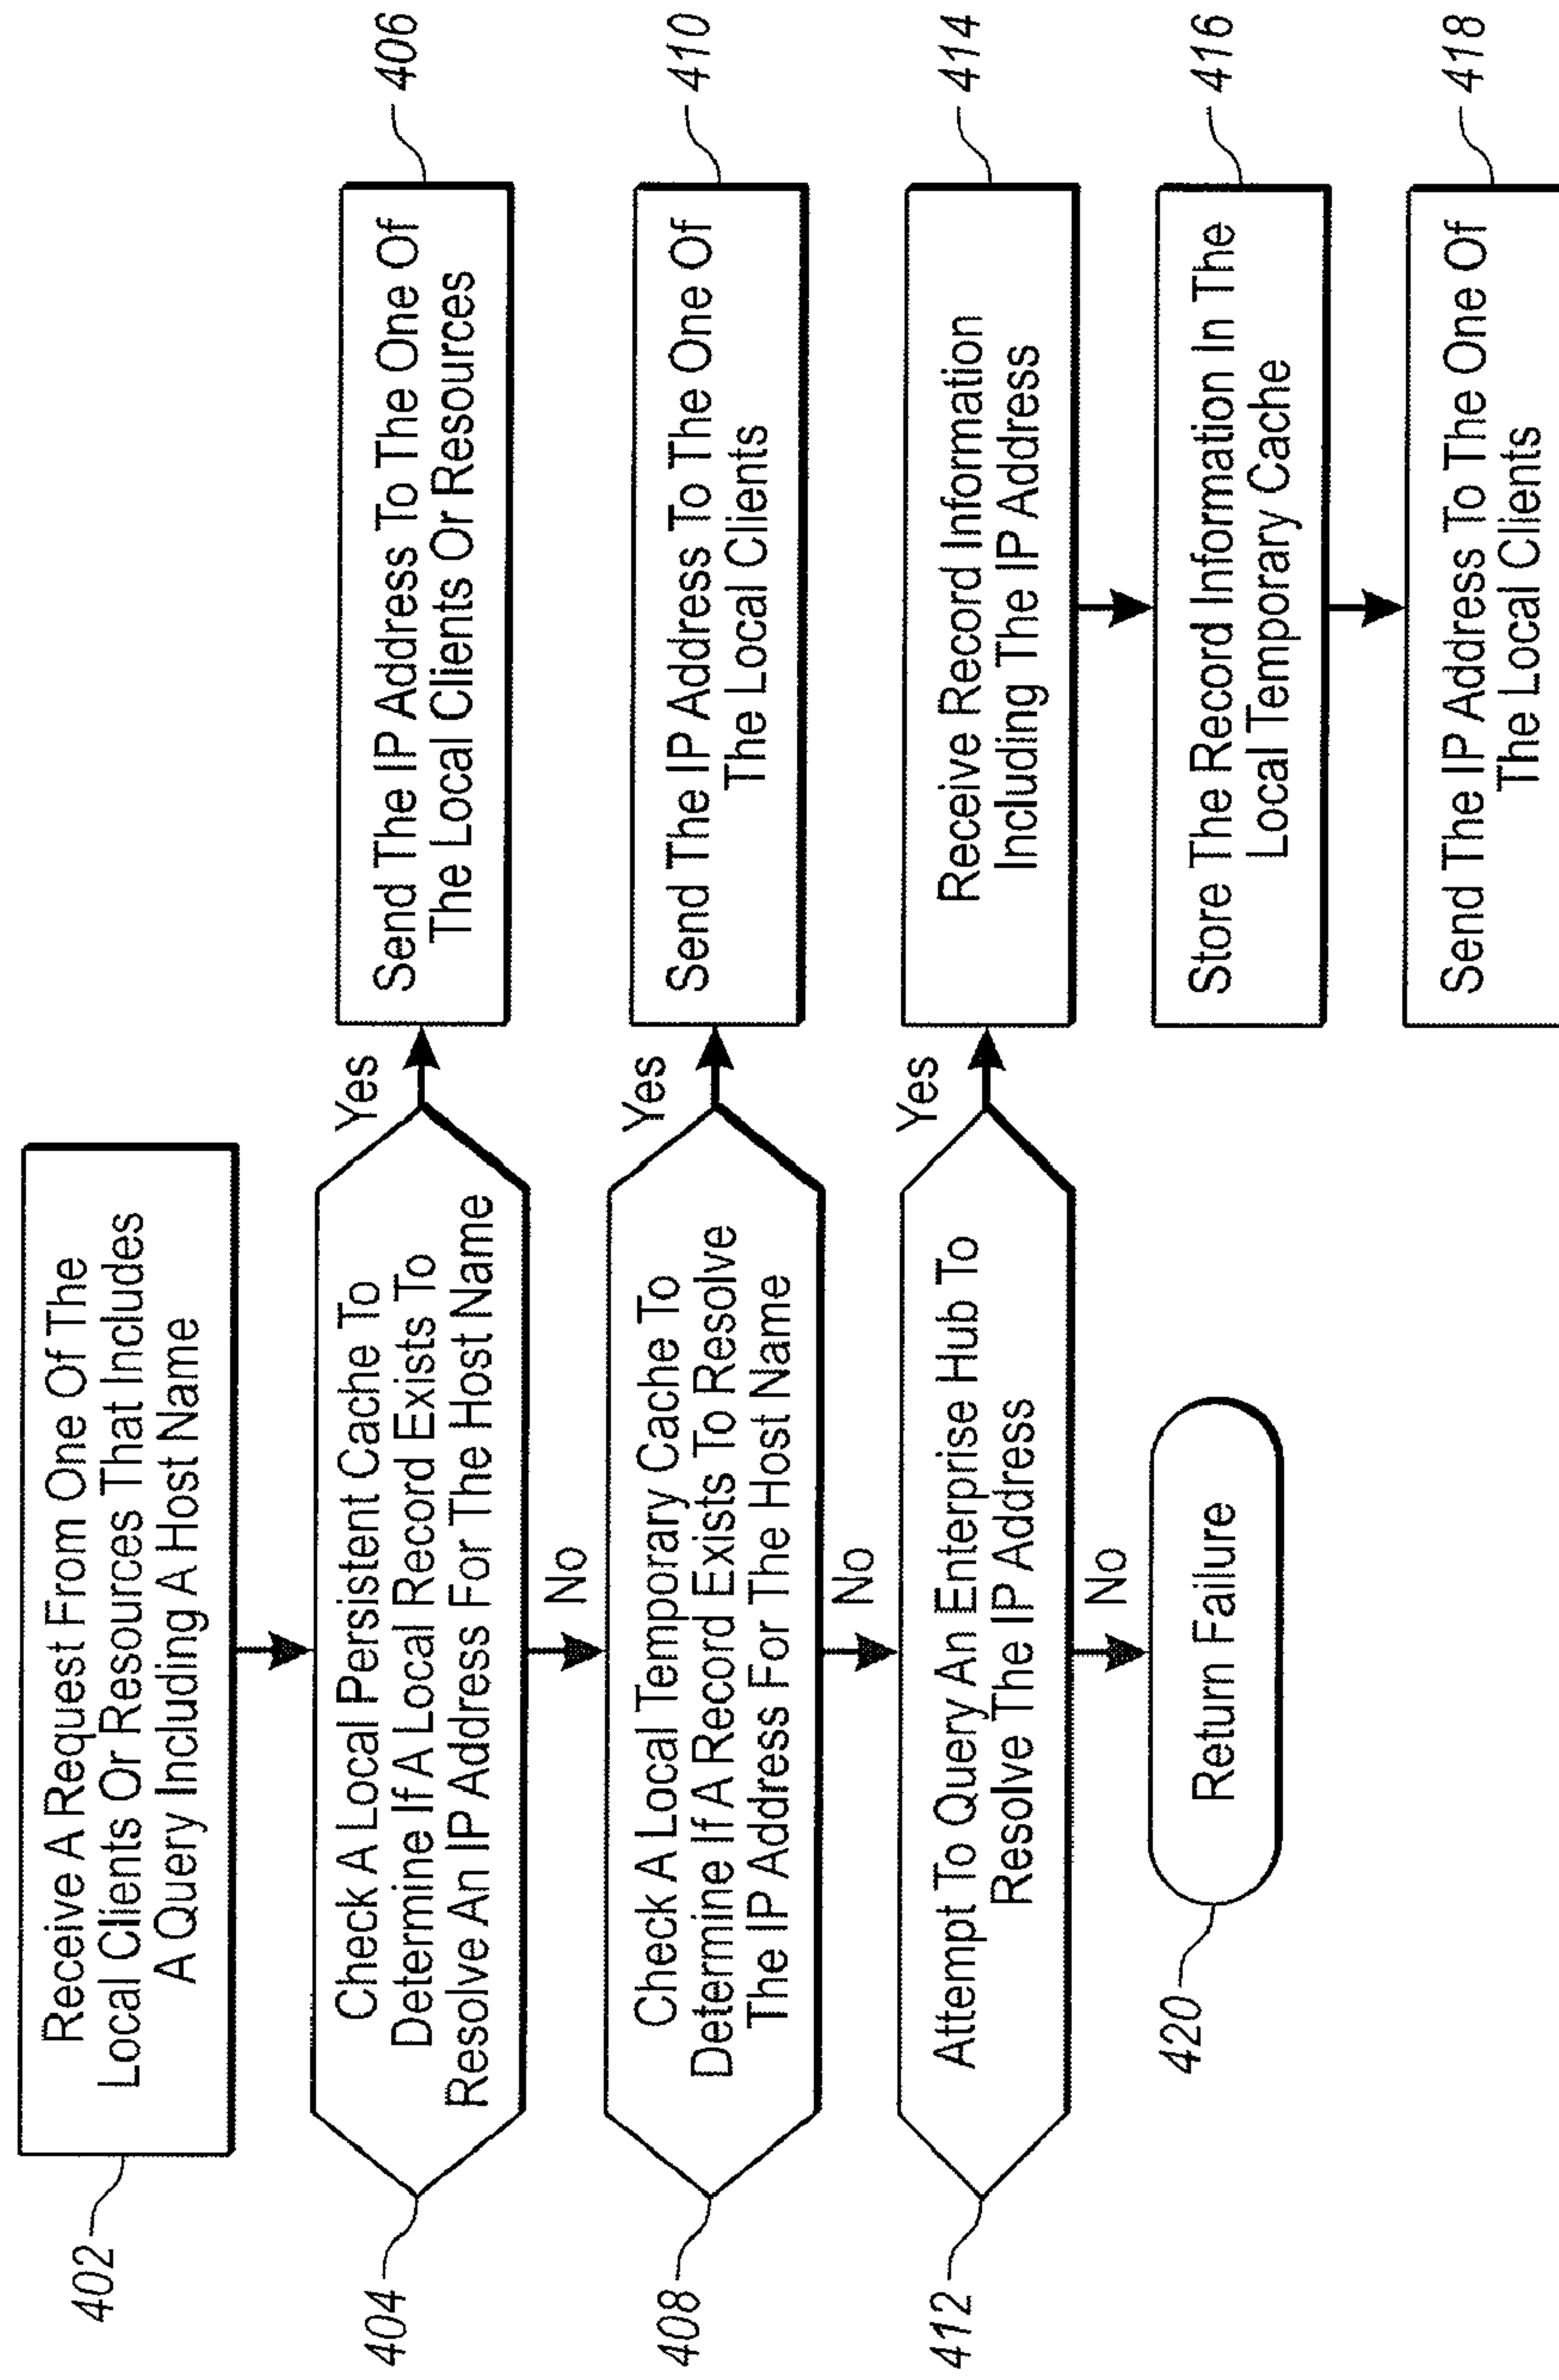 402
Receive A Request From One Of The
Local Clients Or Resources That Includes
A Query Including A Host Name
404
Check A Local Persistent Cache To
Determine If A Local Record Exists To
Resolve An IP Address For The Host Name
Yes
Send The IP Address To The One Of
The Local Clients Or Resources
406
No
408
Check A Local Temporary Cache To
Determine If A Record Exists To Resolve
The IP Address For The Host Name
Yes
Send The IP Address To The One Of
The Local Clients
410
No
412
Attempt To Query An Enterprise Hub To
Resolve The IP Address
Yes
Receive Record Information
Including The IP Address
414
No
420
Return Failure
Store The Record Information In The
Local Temporary Cache
416
Send The IP Address To The One Of
The Local Clients
418